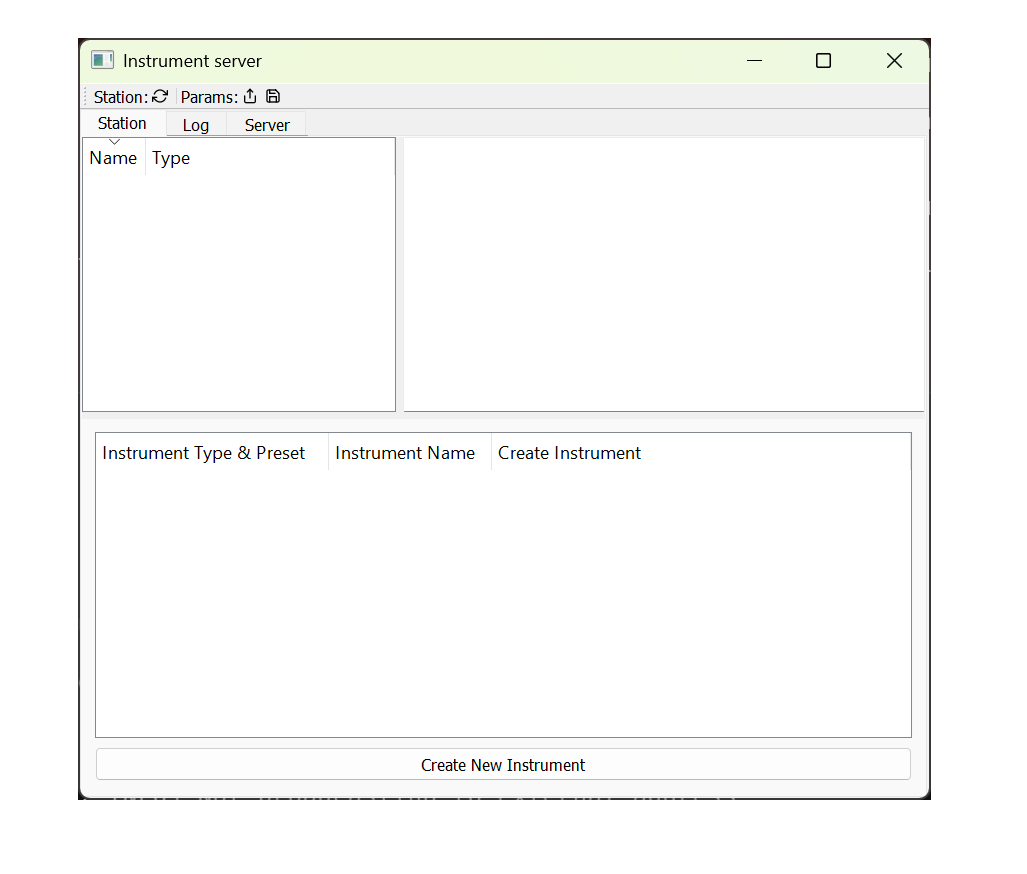 Instrument server
Station: Params:
Station Log Server
Name Type
Instrument Type & Preset Instrument Name Create Instrument
Create New Instrument